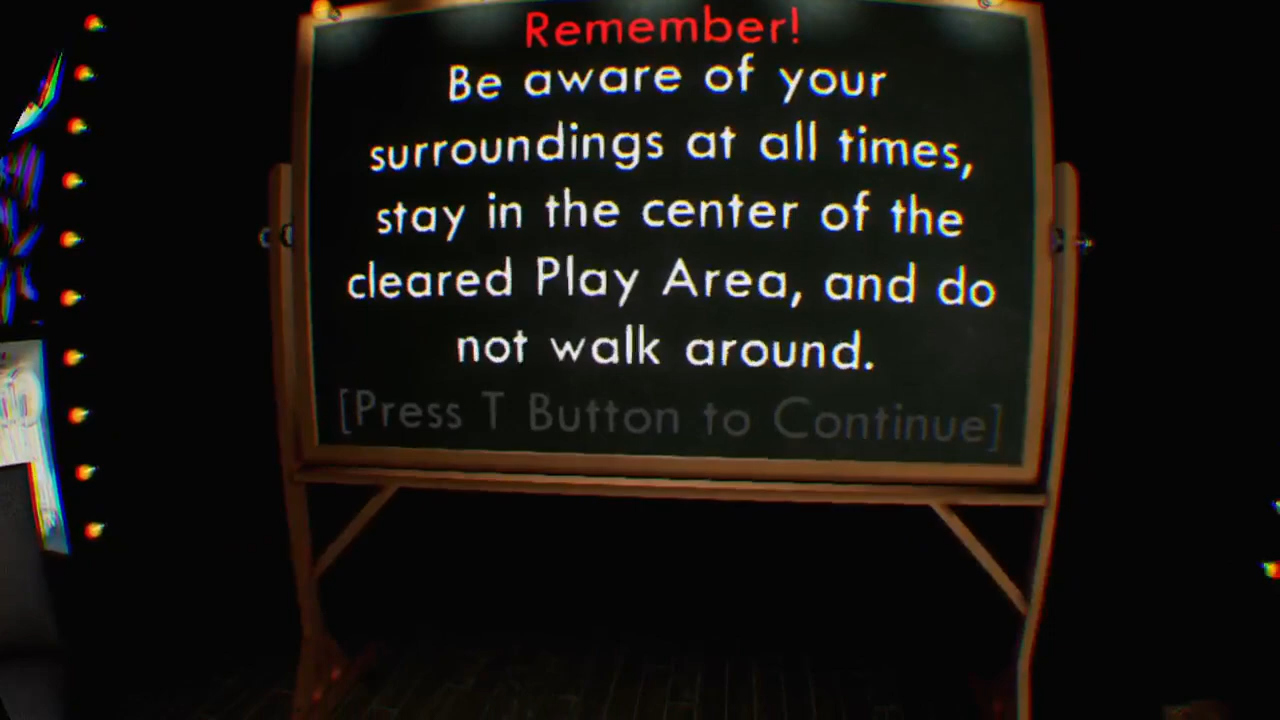 Remember!
Be aware of your
surroundings at all times,
stay in the center of the
cleared Play Area, and do
not walk around.
[Press T Button to Continue]